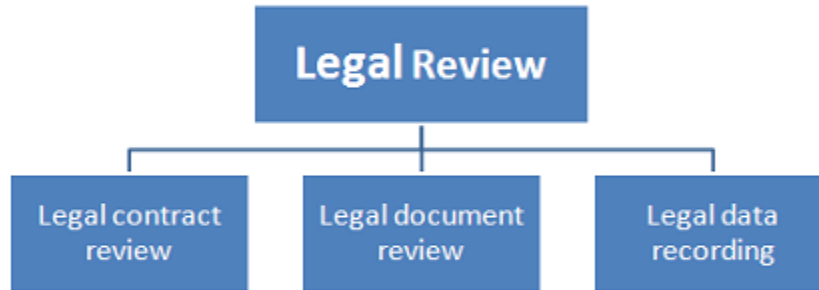 Legal Review
Legal contract
review
Legal document
review
Legal data
recording